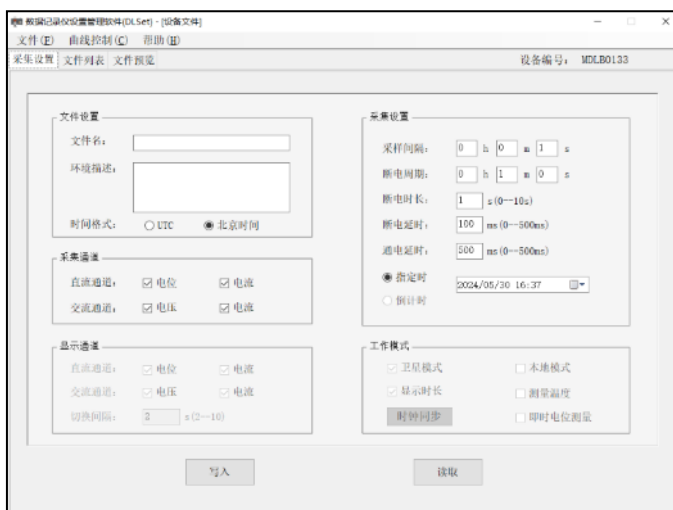 数据记录仪设置管理软件(DLSet) - [设备文件]
文件(F) 曲线控制(C) 帮助(H)
采集设置 文件列表 文件预览 设备编号: MDLB0133
文件设置
文件名:
环境描述:
时间格式: UTC 北京时间
采集通道
直流通道: 电位 电流
交流通道: 电压 电流
显示通道
直流通道: 电位 电流
交流通道: 电压 电流
切换间隔: 2 s(2--10)
采集设置
采样间隔: 0 h 0 m 1 s
断电周期: 0 h 1 m 0 s
断电时长: 1 s(0--10s)
断电延时: 100 ms(0--500ms)
通电延时: 500 ms(0--500ms)
指定时 2024/05/30 16:37
倒计时
工作模式
卫星模式 本地模式
显示时长 测量温度
时钟同步 即时电位测量
写入 读取